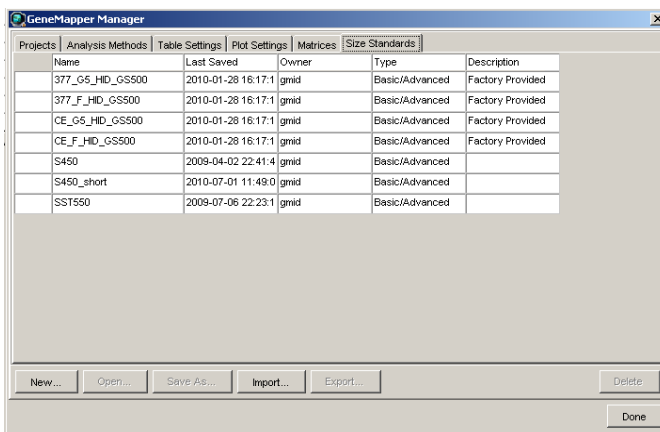 GeneMapper Manager
Projects Analysis Methods Table Settings Plot Settings Matrices Size Standards
Name Last Saved Owner Type Description
377_G5_HID_GS500 2010-01-28 16:17:1 gmid Basic/Advanced Factory Provided
377_F_HID_GS500 2010-01-28 16:17:1 gmid Basic/Advanced Factory Provided
CE_G5_HID_GS500 2010-01-28 16:17:1 gmid Basic/Advanced Factory Provided
CE_F_HID_GS500 2010-01-28 16:17:1 gmid Basic/Advanced Factory Provided
S450 2009-04-02 22:41:4 gmid Basic/Advanced
S450_short 2010-07-01 11:49:0 gmid Basic/Advanced
SST550 2009-07-06 22:23:1 gmid Basic/Advanced
New... Open... Save As... Import... Export... Delete
Done